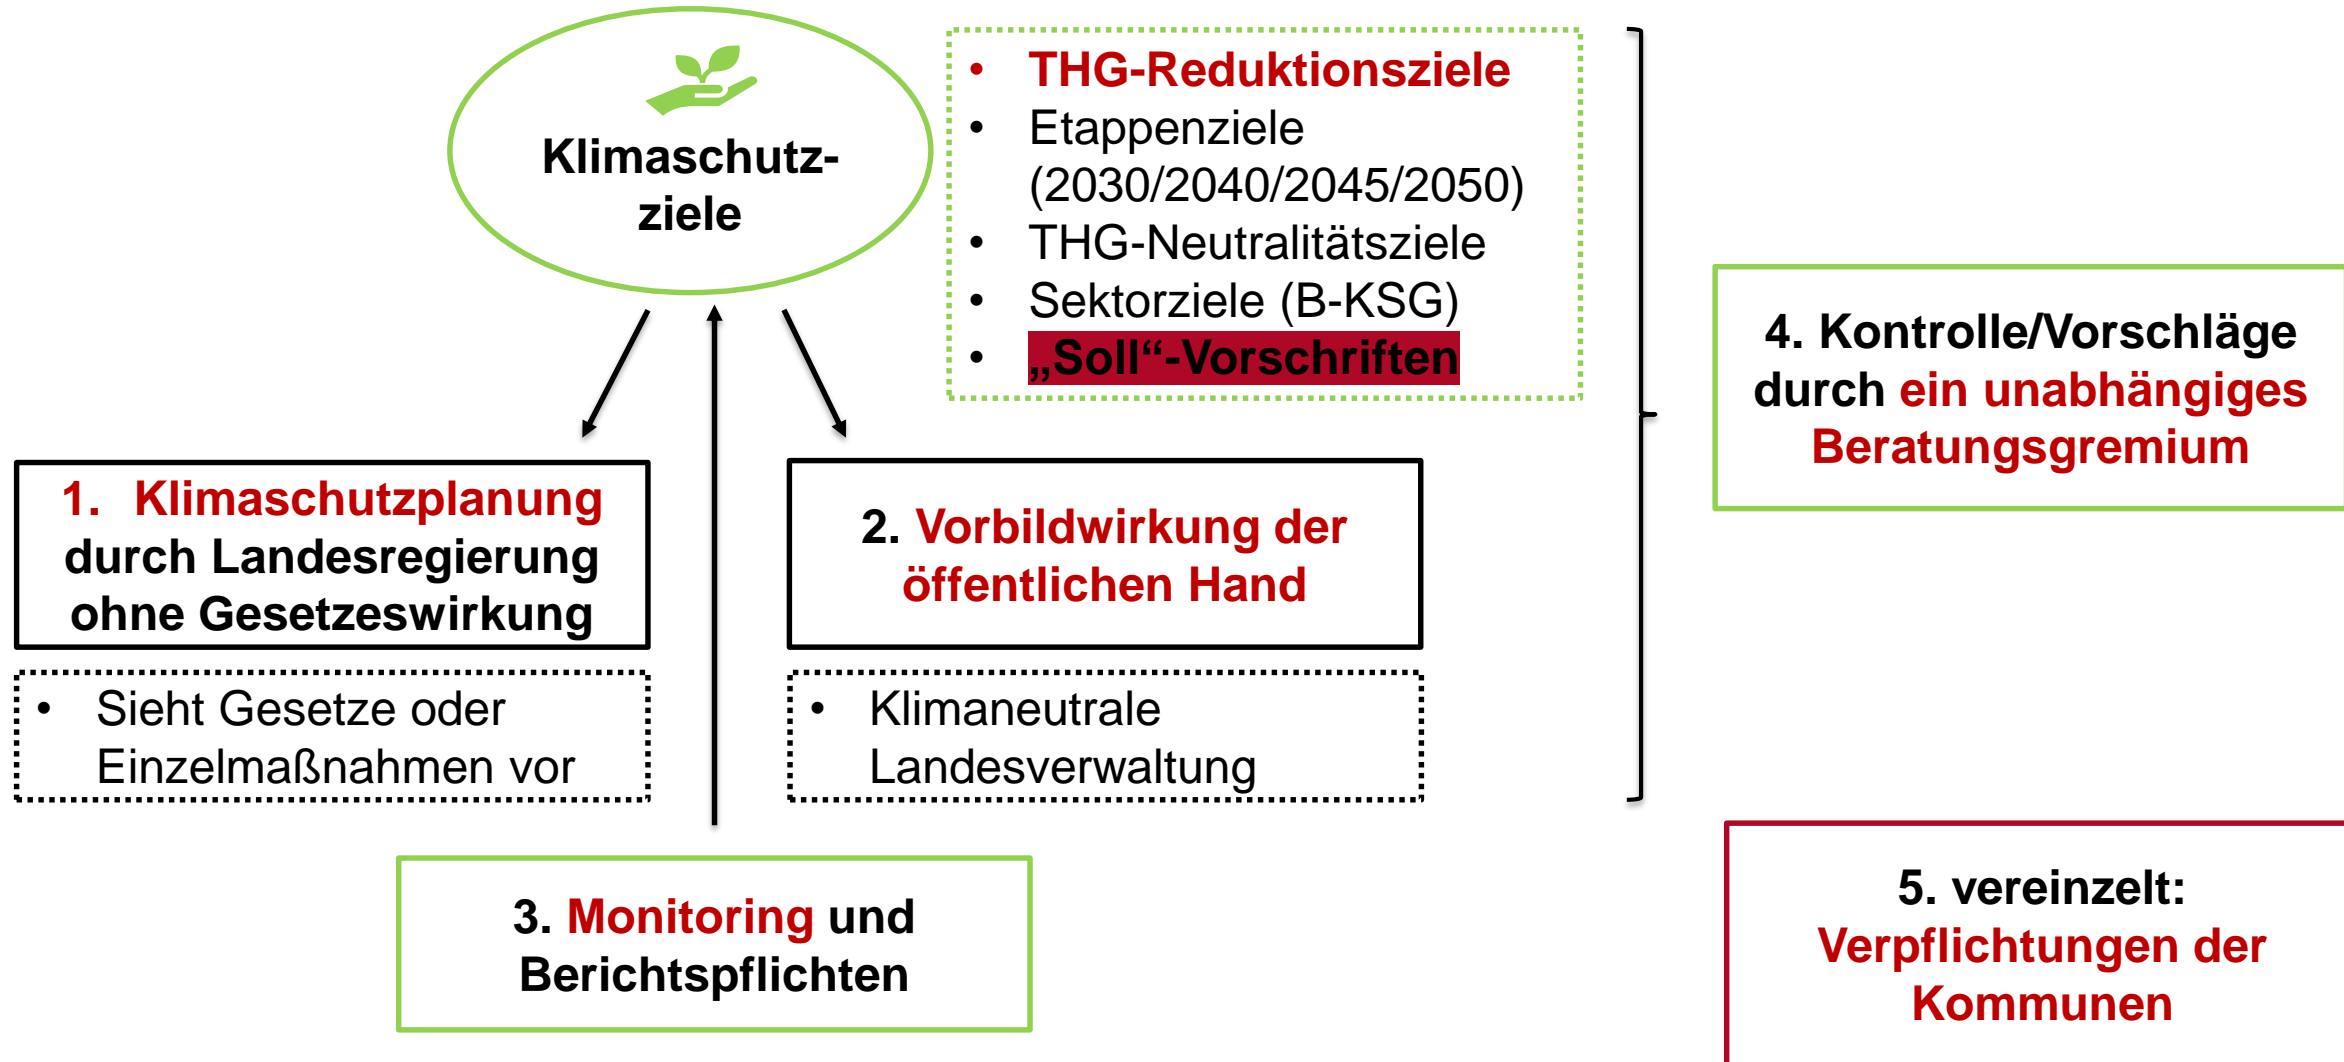 Klimaschutz-
ziele
• THG-Reduktionsziele
• Etappenziele
(2030/2040/2045/2050)
• THG-Neutralitätsziele
• Sektorziele (B-KSG)
• „Soll“-Vorschriften
1. Klimaschutzplanung
durch Landesregierung
ohne Gesetzeswirkung
• Sieht Gesetze oder
Einzelmaßnahmen vor
2. Vorbildwirkung der
öffentlichen Hand
• Klimaneutrale
Landesverwaltung
3. Monitoring und
Berichtspflichten
4. Kontrolle/Vorschläge
durch ein unabhängiges
Beratungsgremium
5. vereinzelt:
Verpflichtungen der
Kommunen